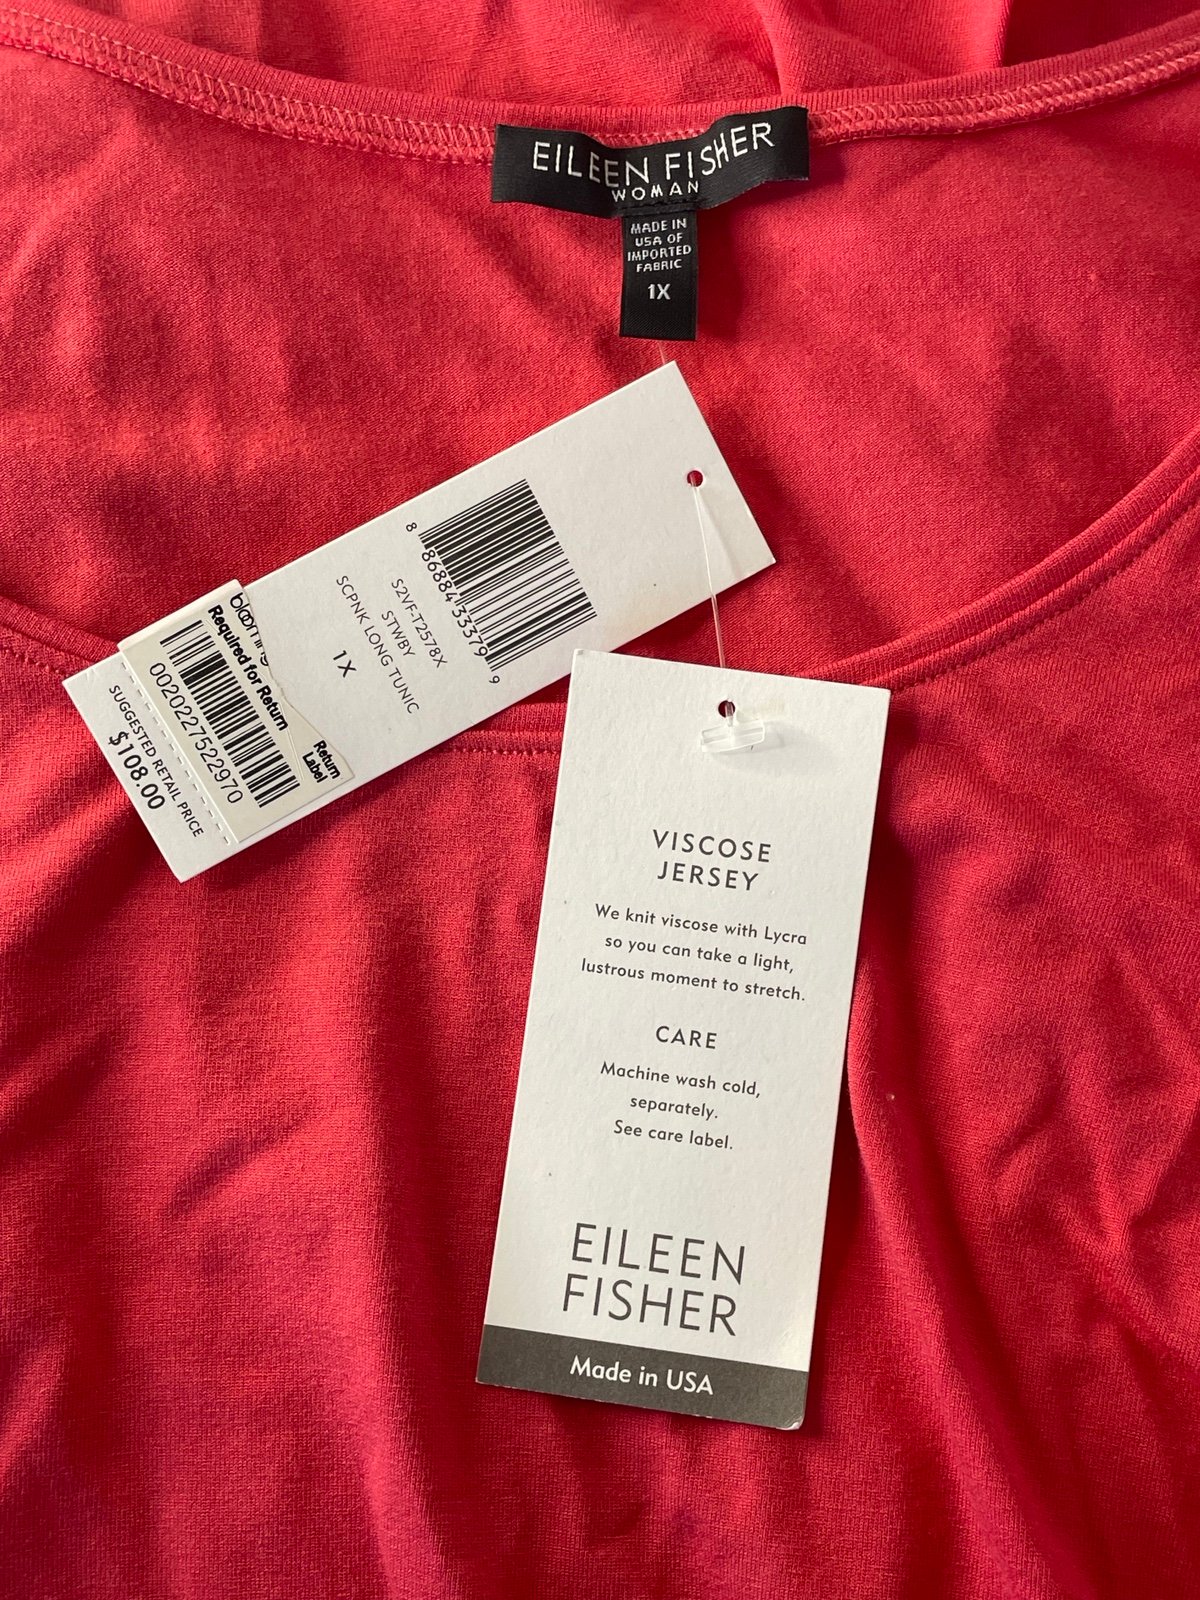 EILEEN FISHER
WOMAN
MADE IN
USA OF
IMPORTED
FABRIC
1X
8 86884 33379 9
S2VF-T2578X
STWBY
SCPNK LONG TUNIC
1X
Required for Return
0020227522970
Return
Label
SUGGESTED RETAIL PRICE
$108.00
VISCOSE
JERSEY
We knit viscose with Lycra
so you can take a light,
lustrous moment to stretch.
CARE
Machine wash cold,
separately.
See care label.
EILEEN
FISHER
Made in USA